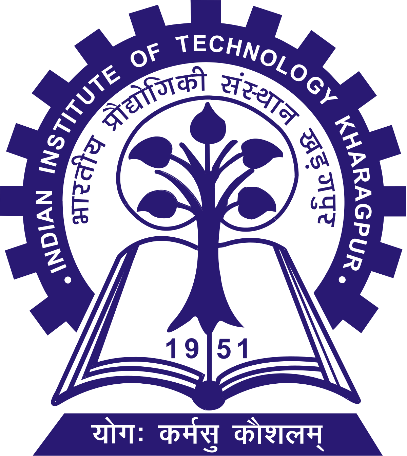 INDIAN INSTITUTE OF TECHNOLOGY KHARAGPUR
भारतीय प्रौद्योगिकी संस्थान खड़गपुर
1951
योगः कर्मसु कौशलम्